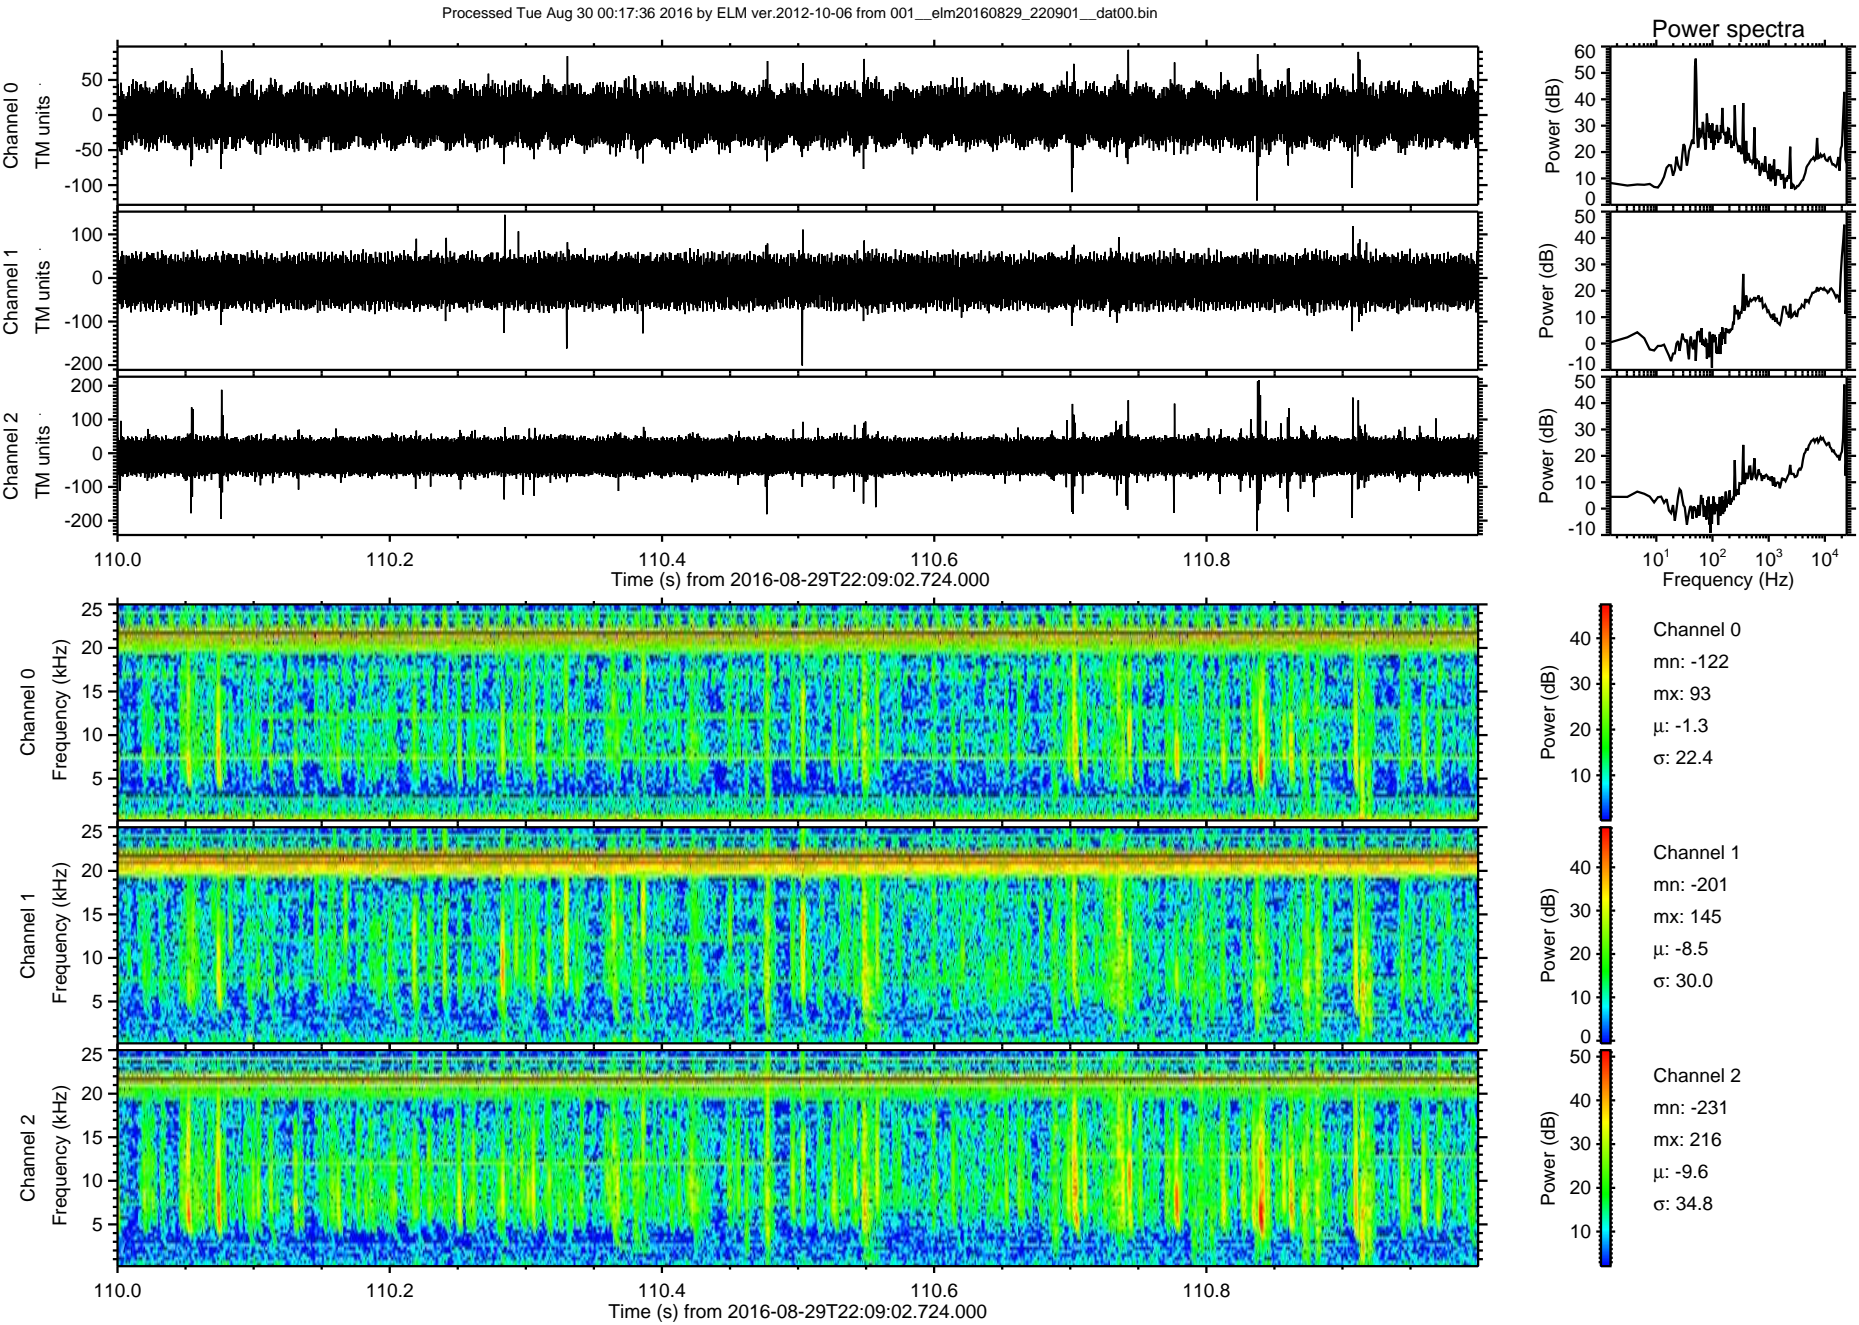 Processed Tue Aug 30 00:17:36 2016 by ELM ver.2012-10-06 from 001__elm20160829_220901__dat00.bin
Power spectra
Channel 0
TM units
50
0
-50
-100
Power (dB)
60
50
40
30
20
10
0
Channel 1
TM units
100
0
-100
-200
Power (dB)
50
40
30
20
10
0
-10
Channel 2
TM units
200
100
0
-100
-200
Power (dB)
50
40
30
20
10
0
-10
110.0 110.2 110.4 110.6 110.8
Time (s) from 2016-08-29T22:09:02.724.000
10^1 10^2 10^3 10^4
Frequency (Hz)
Channel 0
Frequency (kHz)
25
20
15
10
5
Power (dB)
40
30
20
10
Channel 0
mn: -122
mx: 93
μ: -1.3
σ: 22.4
Channel 1
Frequency (kHz)
25
20
15
10
5
Power (dB)
40
30
20
10
0
Channel 1
mn: -201
mx: 145
μ: -8.5
σ: 30.0
Channel 2
Frequency (kHz)
25
20
15
10
5
Power (dB)
50
40
30
20
10
Channel 2
mn: -231
mx: 216
μ: -9.6
σ: 34.8
110.0 110.2 110.4 110.6 110.8
Time (s) from 2016-08-29T22:09:02.724.000